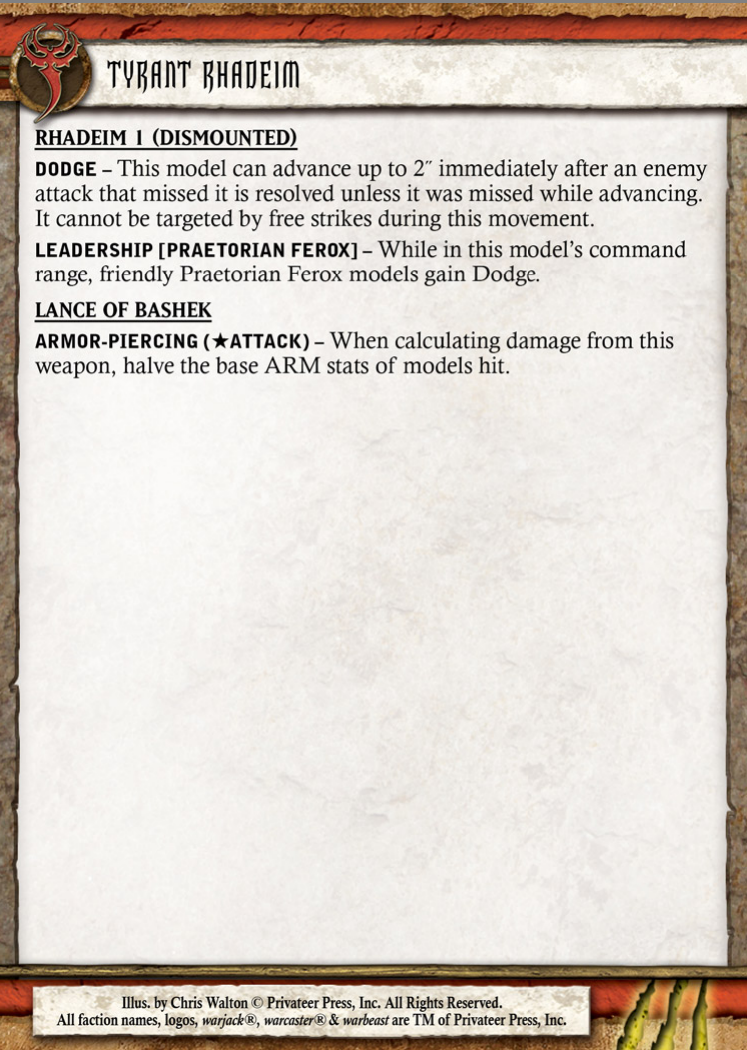 TYRANT RHADEIM
RHADEIM 1 (DISMOUNTED)
DODGE – This model can advance up to 2″ immediately after an enemy
attack that missed it is resolved unless it was missed while advancing.
It cannot be targeted by free strikes during this movement.
LEADERSHIP [PRAETORIAN FEROX] – While in this model’s command
range, friendly Praetorian Ferox models gain Dodge.
LANCE OF BASHEK
ARMOR-PIERCING (★ATTACK) – When calculating damage from this
weapon, halve the base ARM stats of models hit.
Illus. by Chris Walton © Privateer Press, Inc. All Rights Reserved.
All faction names, logos, warjack®, warcaster® & warbeast are TM of Privateer Press, Inc.